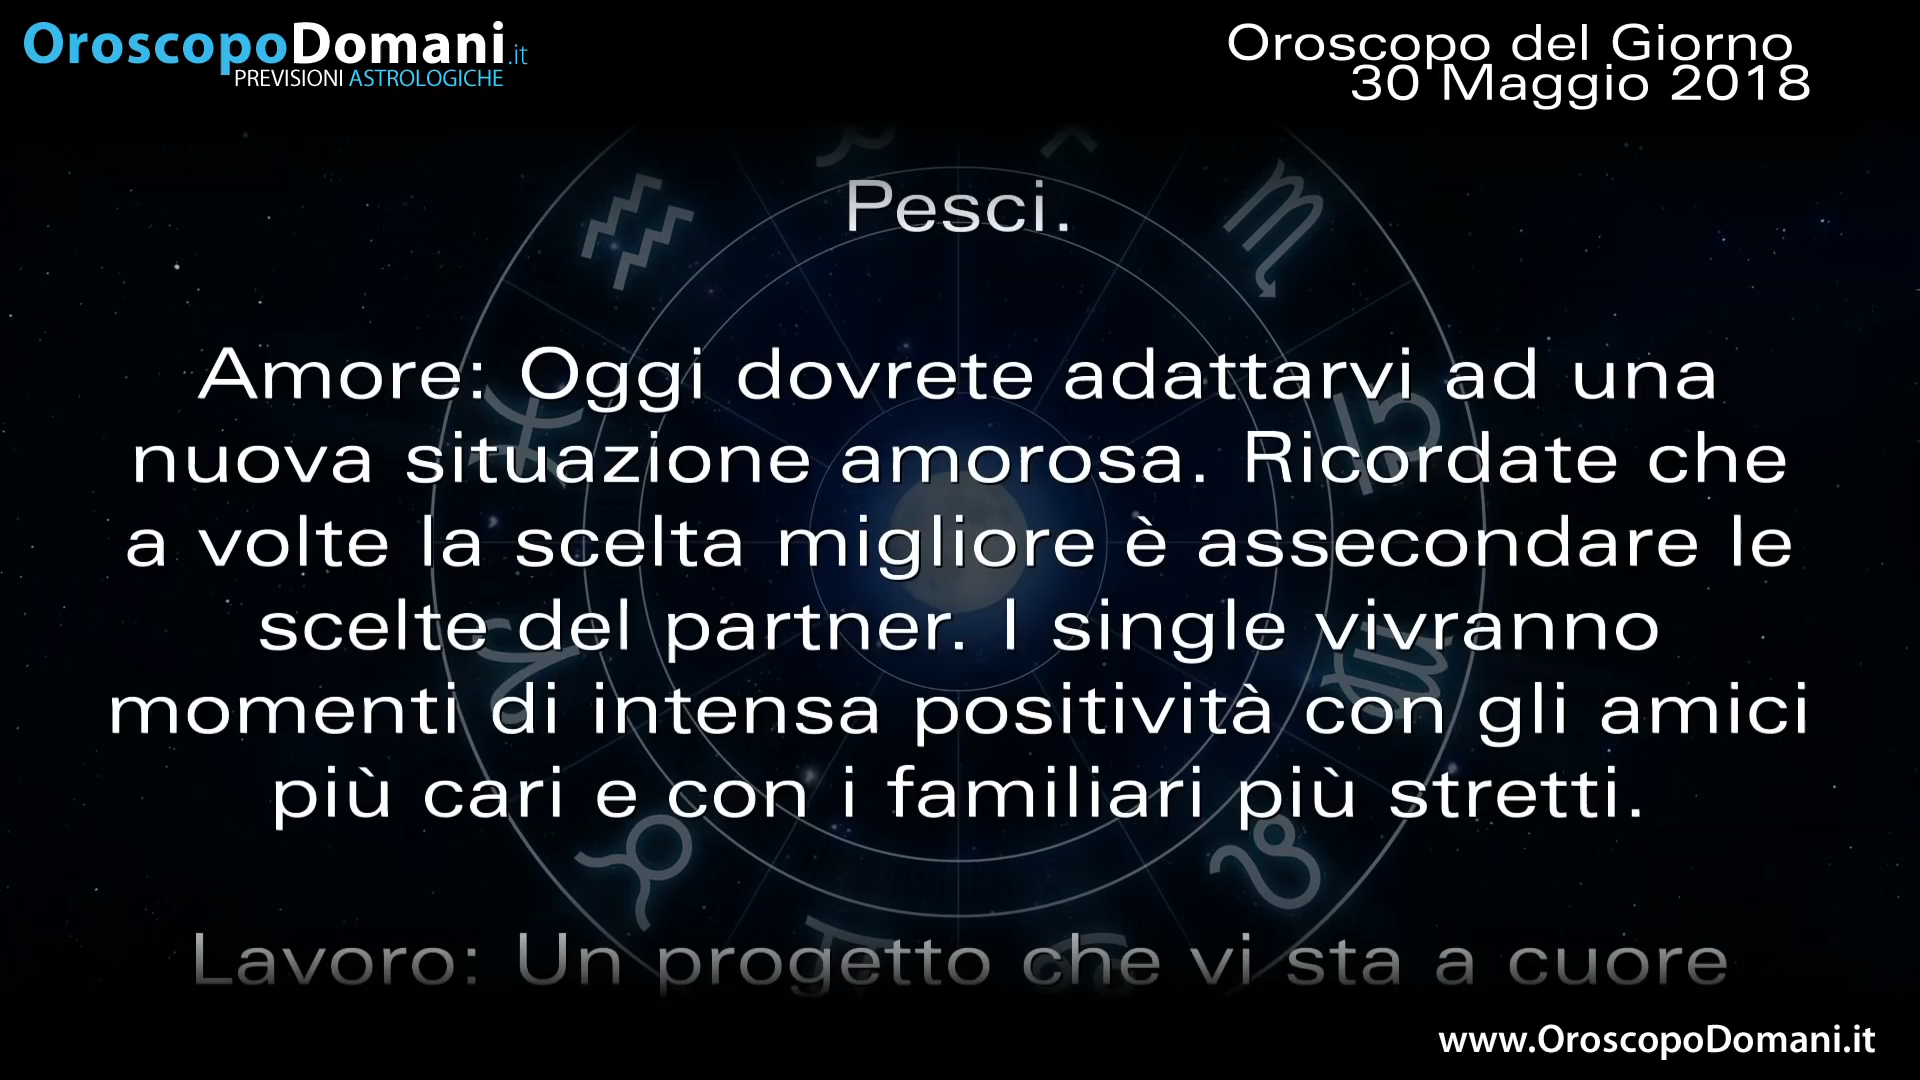 OroscopoDomani.it
PREVISIONI ASTROLOGICHE
Oroscopo del Giorno
30 Maggio 2018
Pesci.
Amore: Oggi dovrete adattarvi ad una
nuova situazione amorosa. Ricordate che
a volte la scelta migliore è assecondare le
scelte del partner. I single vivranno
momenti di intensa positività con gli amici
più cari e con i familiari più stretti.
Lavoro: Un progetto che vi sta a cuore
www.OroscopoDomani.it